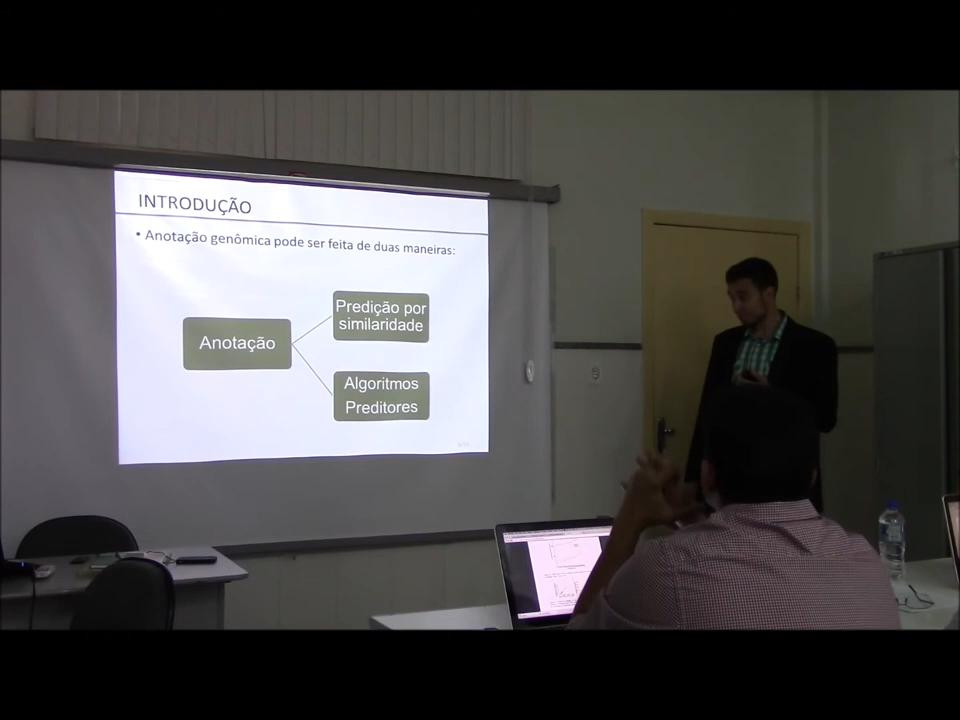 INTRODUÇÃO
• Anotação genômica pode ser feita de duas maneiras:
Predição por
similaridade
Anotação
Algoritmos
Preditores